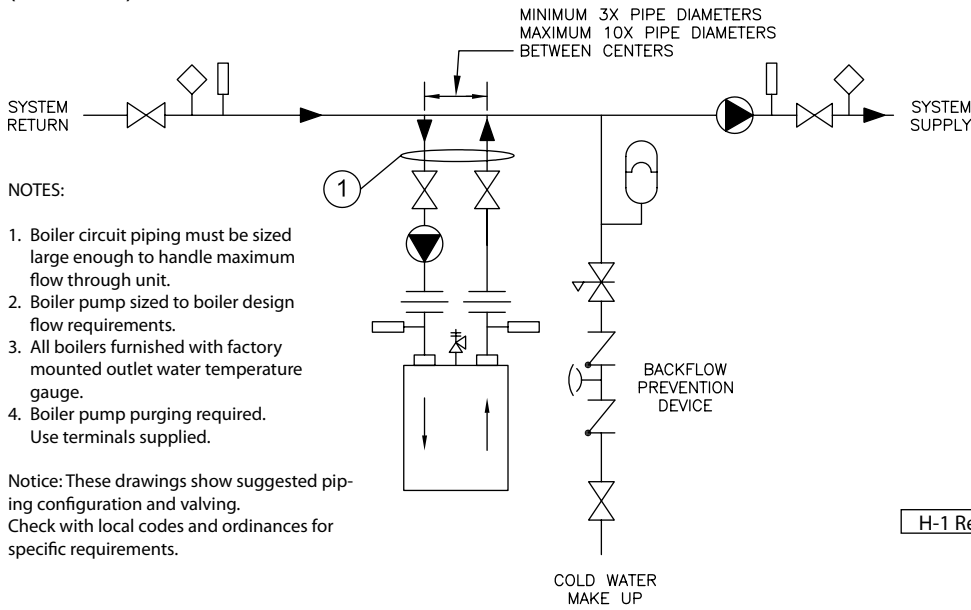 MINIMUM 3X PIPE DIAMETERS
MAXIMUM 10X PIPE DIAMETERS
BETWEEN CENTERS
SYSTEM
RETURN
SYSTEM
SUPPLY
1
NOTES:
1. Boiler circuit piping must be sized
large enough to handle maximum
flow through unit.
2. Boiler pump sized to boiler design
flow requirements.
3. All boilers furnished with factory
mounted outlet water temperature
gauge.
4. Boiler pump purging required.
Use terminals supplied.
Notice: These drawings show suggested pip-
ing configuration and valving.
Check with local codes and ordinances for
specific requirements.
BACKFLOW
PREVENTION
DEVICE
H-1 Re
COLD WATER
MAKE UP